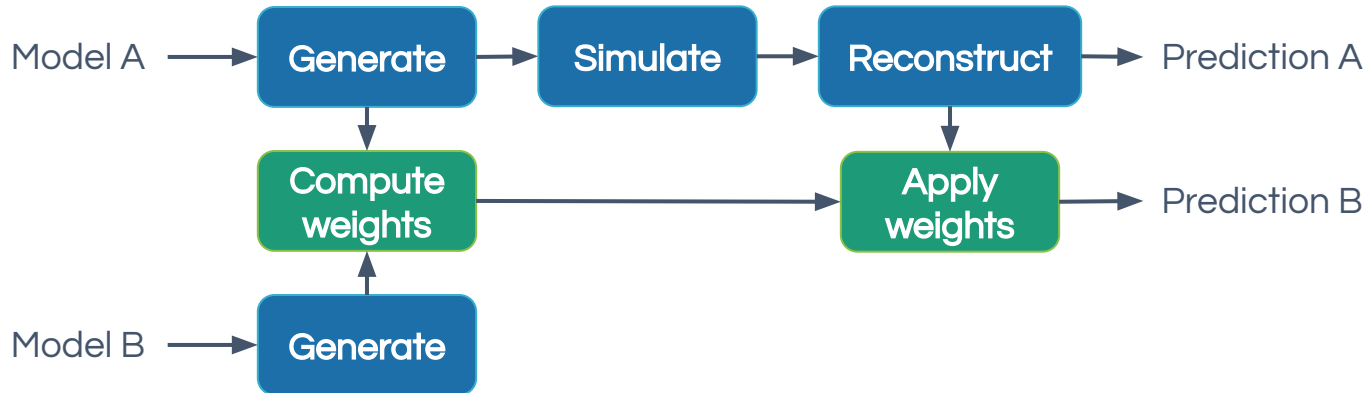 Model A
Generate
Simulate
Reconstruct
Prediction A
Compute
weights
Apply
weights
Prediction B
Model B
Generate